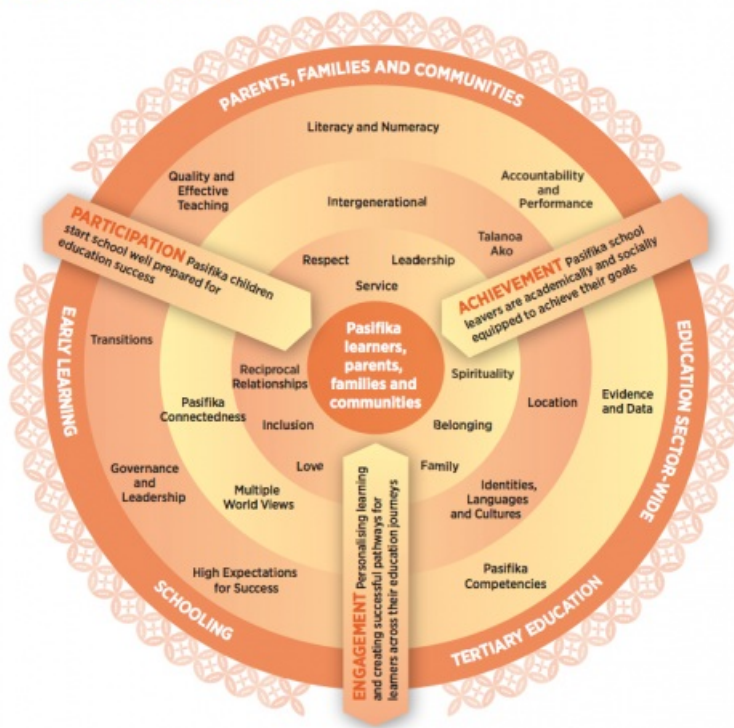 PARENTS, FAMILIES AND COMMUNITIES
Literacy and Numeracy
Quality and
Effective
Teaching
Accountability
and
Performance
Intergenerational
Talanoa
Ako
PARTICIPATION Pasifika children
start school well prepared for
education success
Respect
Leadership
Service
ACHIEVEMENT Pasifika school
leavers are academically and socially
equipped to achieve their goals
EARLY LEARNING
Transitions
Pasifika
learners,
parents,
families and
communities
EDUCATION SECTOR-WIDE
Reciprocal
Relationships
Spirituality
Pasifika
Connectedness
Location
Evidence
and Data
Inclusion
Belonging
Love
Family
Governance
and
Leadership
Multiple
World Views
Identities,
Languages
and Cultures
High Expectations
for Success
Pasifika
Competencies
ENGAGEMENT Personalising learning
and creating successful pathways for
learners across their education journeys
SCHOOLING
TERTIARY EDUCATION